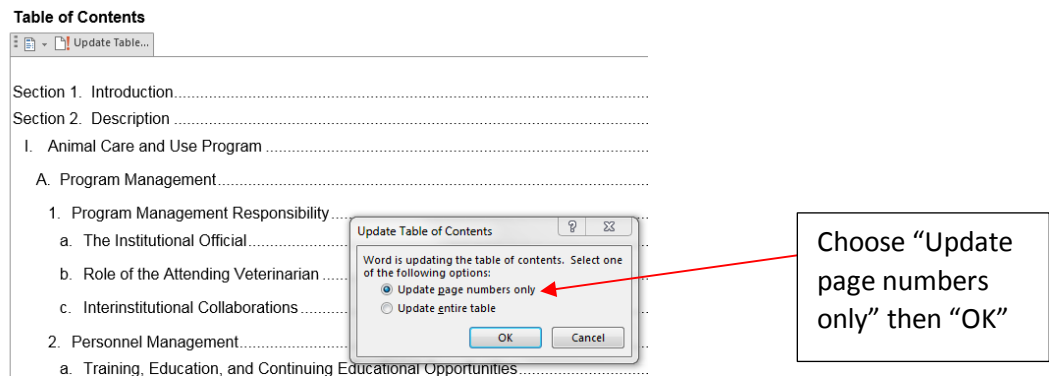 Table of Contents
Update Table...
Section 1. Introduction
Section 2. Description
I. Animal Care and Use Program
A. Program Management
1. Program Management Responsibility
a. The Institutional Official
b. Role of the Attending Veterinarian
c. Interinstitutional Collaborations
2. Personnel Management
a. Training, Education, and Continuing Educational Opportunities
Update Table of Contents
Word is updating the table of contents. Select one
of the following options:
Update page numbers only
Update entire table
OK Cancel
Choose “Update
page numbers
only” then “OK”